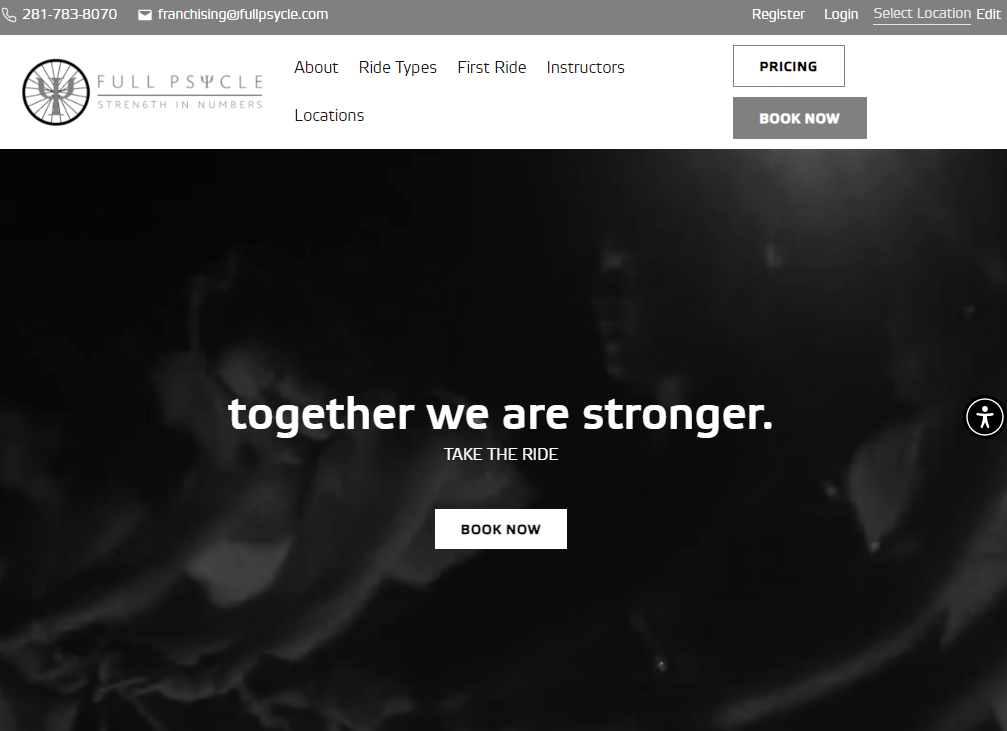 281-783-8070 franchising@fullpsycle.com Register Login Select Location Edit
FULL PSΨCLE
STRENGTH IN NUMBERS
About Ride Types First Ride Instructors
Locations
PRICING
BOOK NOW
together we are stronger.
TAKE THE RIDE
BOOK NOW